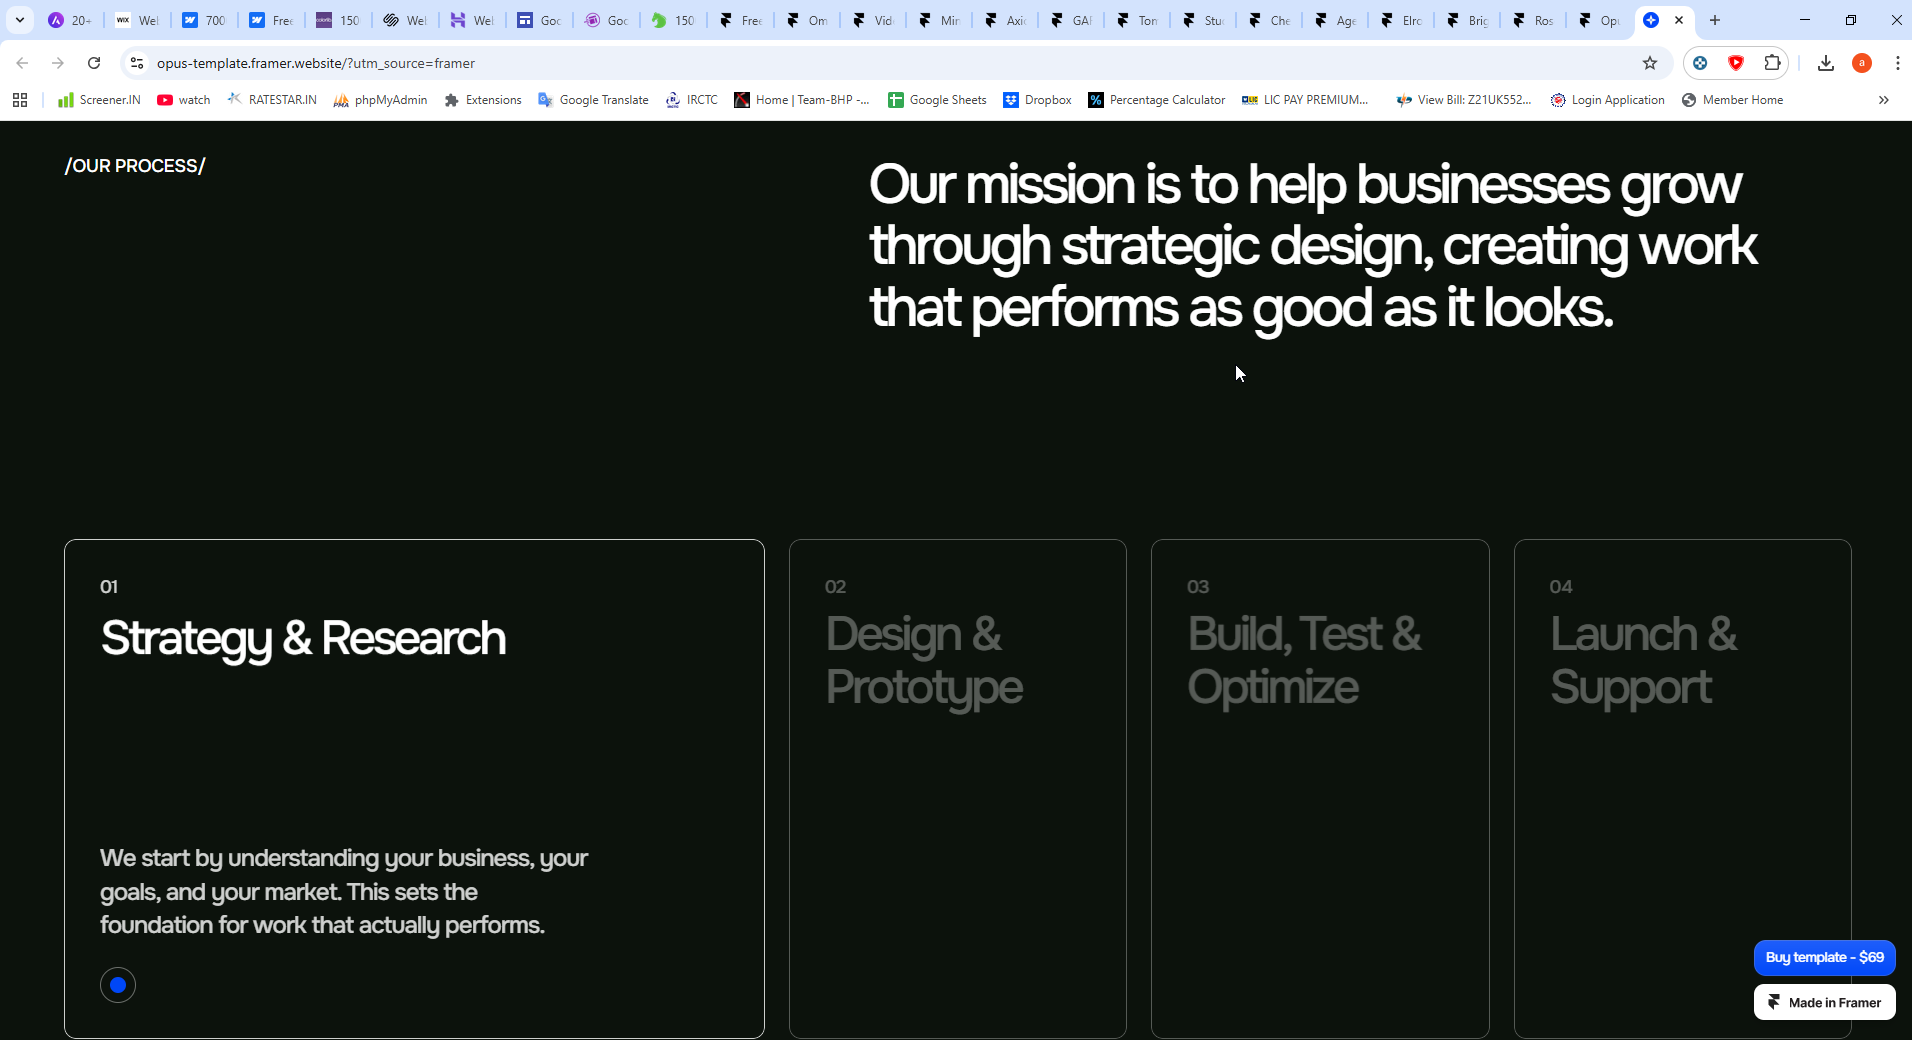 20+
Wel
700
Free
150
Wel
Wel
Goo
Goo
150
Free
Om
Vid
Min
Axi
GA
Ton
Stu
Che
Age
Elro
Brig
Ros
Opu
opus-template.framer.website/?utm_source=framer
a
Screener.IN
watch
RATESTAR.IN
phpMyAdmin
Extensions
Google Translate
IRCTC
Home | Team-BHP -...
Google Sheets
Dropbox
Percentage Calculator
LIC PAY PREMIUM...
View Bill: Z21UK552...
Login Application
Member Home
/OUR PROCESS/
Our mission is to help businesses grow
through strategic design, creating work
that performs as good as it looks.
01
Strategy & Research
We start by understanding your business, your
goals, and your market. This sets the
foundation for work that actually performs.
02
Design &
Prototype
03
Build, Test &
Optimize
04
Launch &
Support
Buy template - $69
Made in Framer